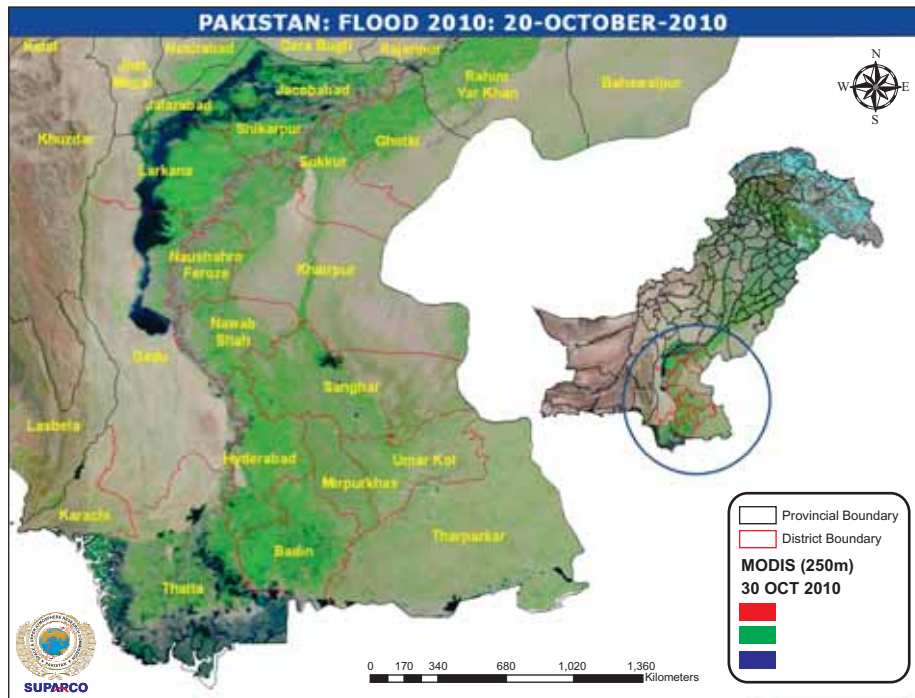 PAKISTAN: FLOOD 2010: 20-OCTOBER-2010
Kalat
Jhal
Magsi
Nasirabad
Dera Bugti
Rajanpur
Rahim
Yar Khan
Bahawalpur
N
W
E
S
Jafarabad
Jacobabad
Khuzdar
Shikarpur
Ghotki
Sukkur
Larkana
Naushahro
Feroze
Khairpur
Nawab
Shah
Dadu
Sanghar
Lasbela
Hyderabad
Umar Kot
Mirpurkhas
Karachi
Tharparkar
Badin
Thatta
Provincial Boundary
District Boundary
MODIS (250m)
30 OCT 2010
0 170 340 680 1,020 1,360
Kilometers
SUPARCO